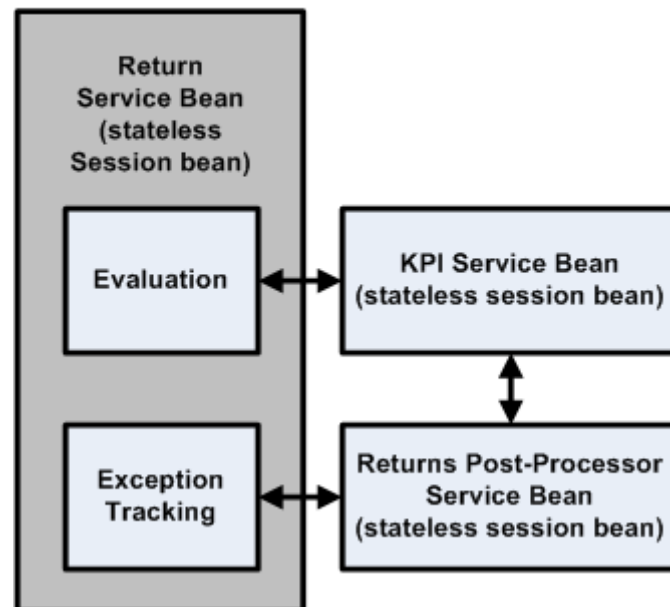 Return
Service Bean
(stateless
Session bean)
Evaluation
KPI Service Bean
(stateless session bean)
Exception
Tracking
Returns Post-Processor
Service Bean
(stateless session bean)